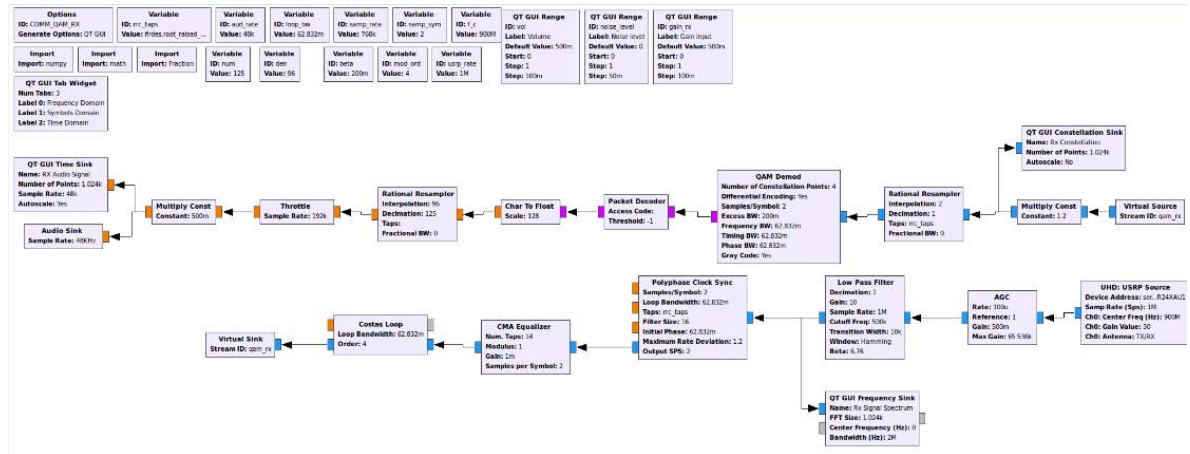 Options
ID: COMM_QAM_RX
Generate Options: QT GUI
Variable
ID: rrc_taps
Value: firdes.root_raised_...
Variable
ID: aud_rate
Value: 48k
Variable
ID: loop_bw
Value: 62.832m
Variable
ID: samp_rate
Value: 768k
Variable
ID: samp_sym
Value: 2
Variable
ID: f_c
Value: 900M
QT GUI Range
ID: vol
Label: Volume
Default Value: 500m
Start: 0
Stop: 1
Step: 100m
QT GUI Range
ID: noise_level
Label: Noise level
Default Value: 0
Start: 0
Stop: 1
Step: 50m
QT GUI Range
ID: gain_rx
Label: Gain Input
Default Value: 500m
Start: 0
Stop: 1
Step: 100m
Import
Import: numpy
Import
Import: math
Import
Import: Fraction
Variable
ID: num
Value: 125
Variable
ID: den
Value: 96
Variable
ID: beta
Value: 200m
Variable
ID: mod_ord
Value: 4
Variable
ID: usrp_rate
Value: 1M
QT GUI Tab Widget
Num Tabs: 3
Label 0: Frequency Domain
Label 1: Symbols Domain
Label 2: Time Domain
QT GUI Time Sink
Name: RX Audio Signal
Number of Points: 1.024k
Sample Rate: 48k
Autoscale: Yes
Audio Sink
Sample Rate: 48KHz
Multiply Const
Constant: 500m
Throttle
Sample Rate: 192k
Rational Resampler
Interpolation: 96
Decimation: 125
Taps:
Fractional BW: 0
Char To Float
Scale: 128
Packet Decoder
Access Code:
Threshold: -1
QAM Demod
Number of Constellation Points: 4
Differential Encoding: Yes
Samples/Symbol: 2
Excess BW: 200m
Frequency BW: 62.832m
Timing BW: 62.832m
Phase BW: 62.832m
Gray Code: Yes
Rational Resampler
Interpolation: 2
Decimation: 1
Taps: rrc_taps
Fractional BW: 0
QT GUI Constellation Sink
Name: Rx Constellation
Number of Points: 1.024k
Autoscale: No
Multiply Const
Constant: 1.2
Virtual Source
Stream ID: qam_rx
Virtual Sink
Stream ID: qam_rx
Costas Loop
Loop Bandwidth: 62.832m
Order: 4
CMA Equalizer
Num. Taps: 14
Modulus: 1
Gain: 1m
Samples per Symbol: 2
Polyphase Clock Sync
Samples/Symbol: 2
Loop Bandwidth: 62.832m
Taps: rrc_taps
Filter Size: 16
Initial Phase: 62.832m
Maximum Rate Deviation: 1.2
Output SPS: 2
Low Pass Filter
Decimation: 1
Gain: 10
Sample Rate: 1M
Cutoff Freq: 500k
Transition Width: 10k
Window: Hamming
Beta: 6.76
AGC
Rate: 100u
Reference: 1
Gain: 500m
Max Gain: 65.536k
UHD: USRP Source
Device Address: ser...R24XAU1
Samp Rate (Sps): 1M
Ch0: Center Freq (Hz): 900M
Ch0: Gain Value: 30
Ch0: Antenna: TX/RX
QT GUI Frequency Sink
Name: Rx Signal Spectrum
FFT Size: 1.024k
Center Frequency (Hz): 0
Bandwidth (Hz): 2M